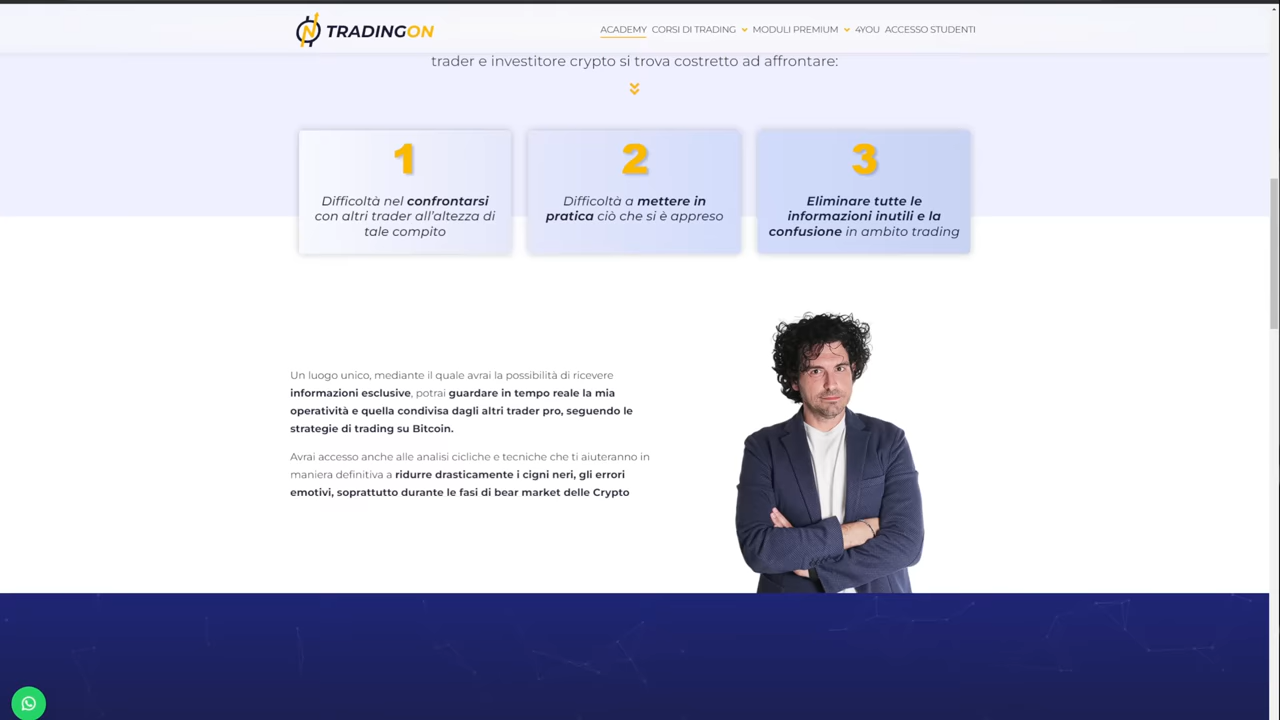 TRADINGON
ACADEMY CORSI DI TRADING MODULI PREMIUM 4YOU ACCESSO STUDENTI
trader e investitore crypto si trova costretto ad affrontare:
1
Difficoltà nel confrontarsi
con altri trader all'altezza di
tale compito
2
Difficoltà a mettere in
pratica ciò che si è appreso
3
Eliminare tutte le
informazioni inutili e la
confusione in ambito trading
Un luogo unico, mediante il quale avrai la possibilità di ricevere
informazioni esclusive, potrai guardare in tempo reale la mia
operatività e quella condivisa dagli altri trader pro, seguendo le
strategie di trading su Bitcoin.
Avrai accesso anche alle analisi cicliche e tecniche che ti aiuteranno in
maniera definitiva a ridurre drasticamente i cigni neri, gli errori
emotivi, soprattutto durante le fasi di bear market delle Crypto